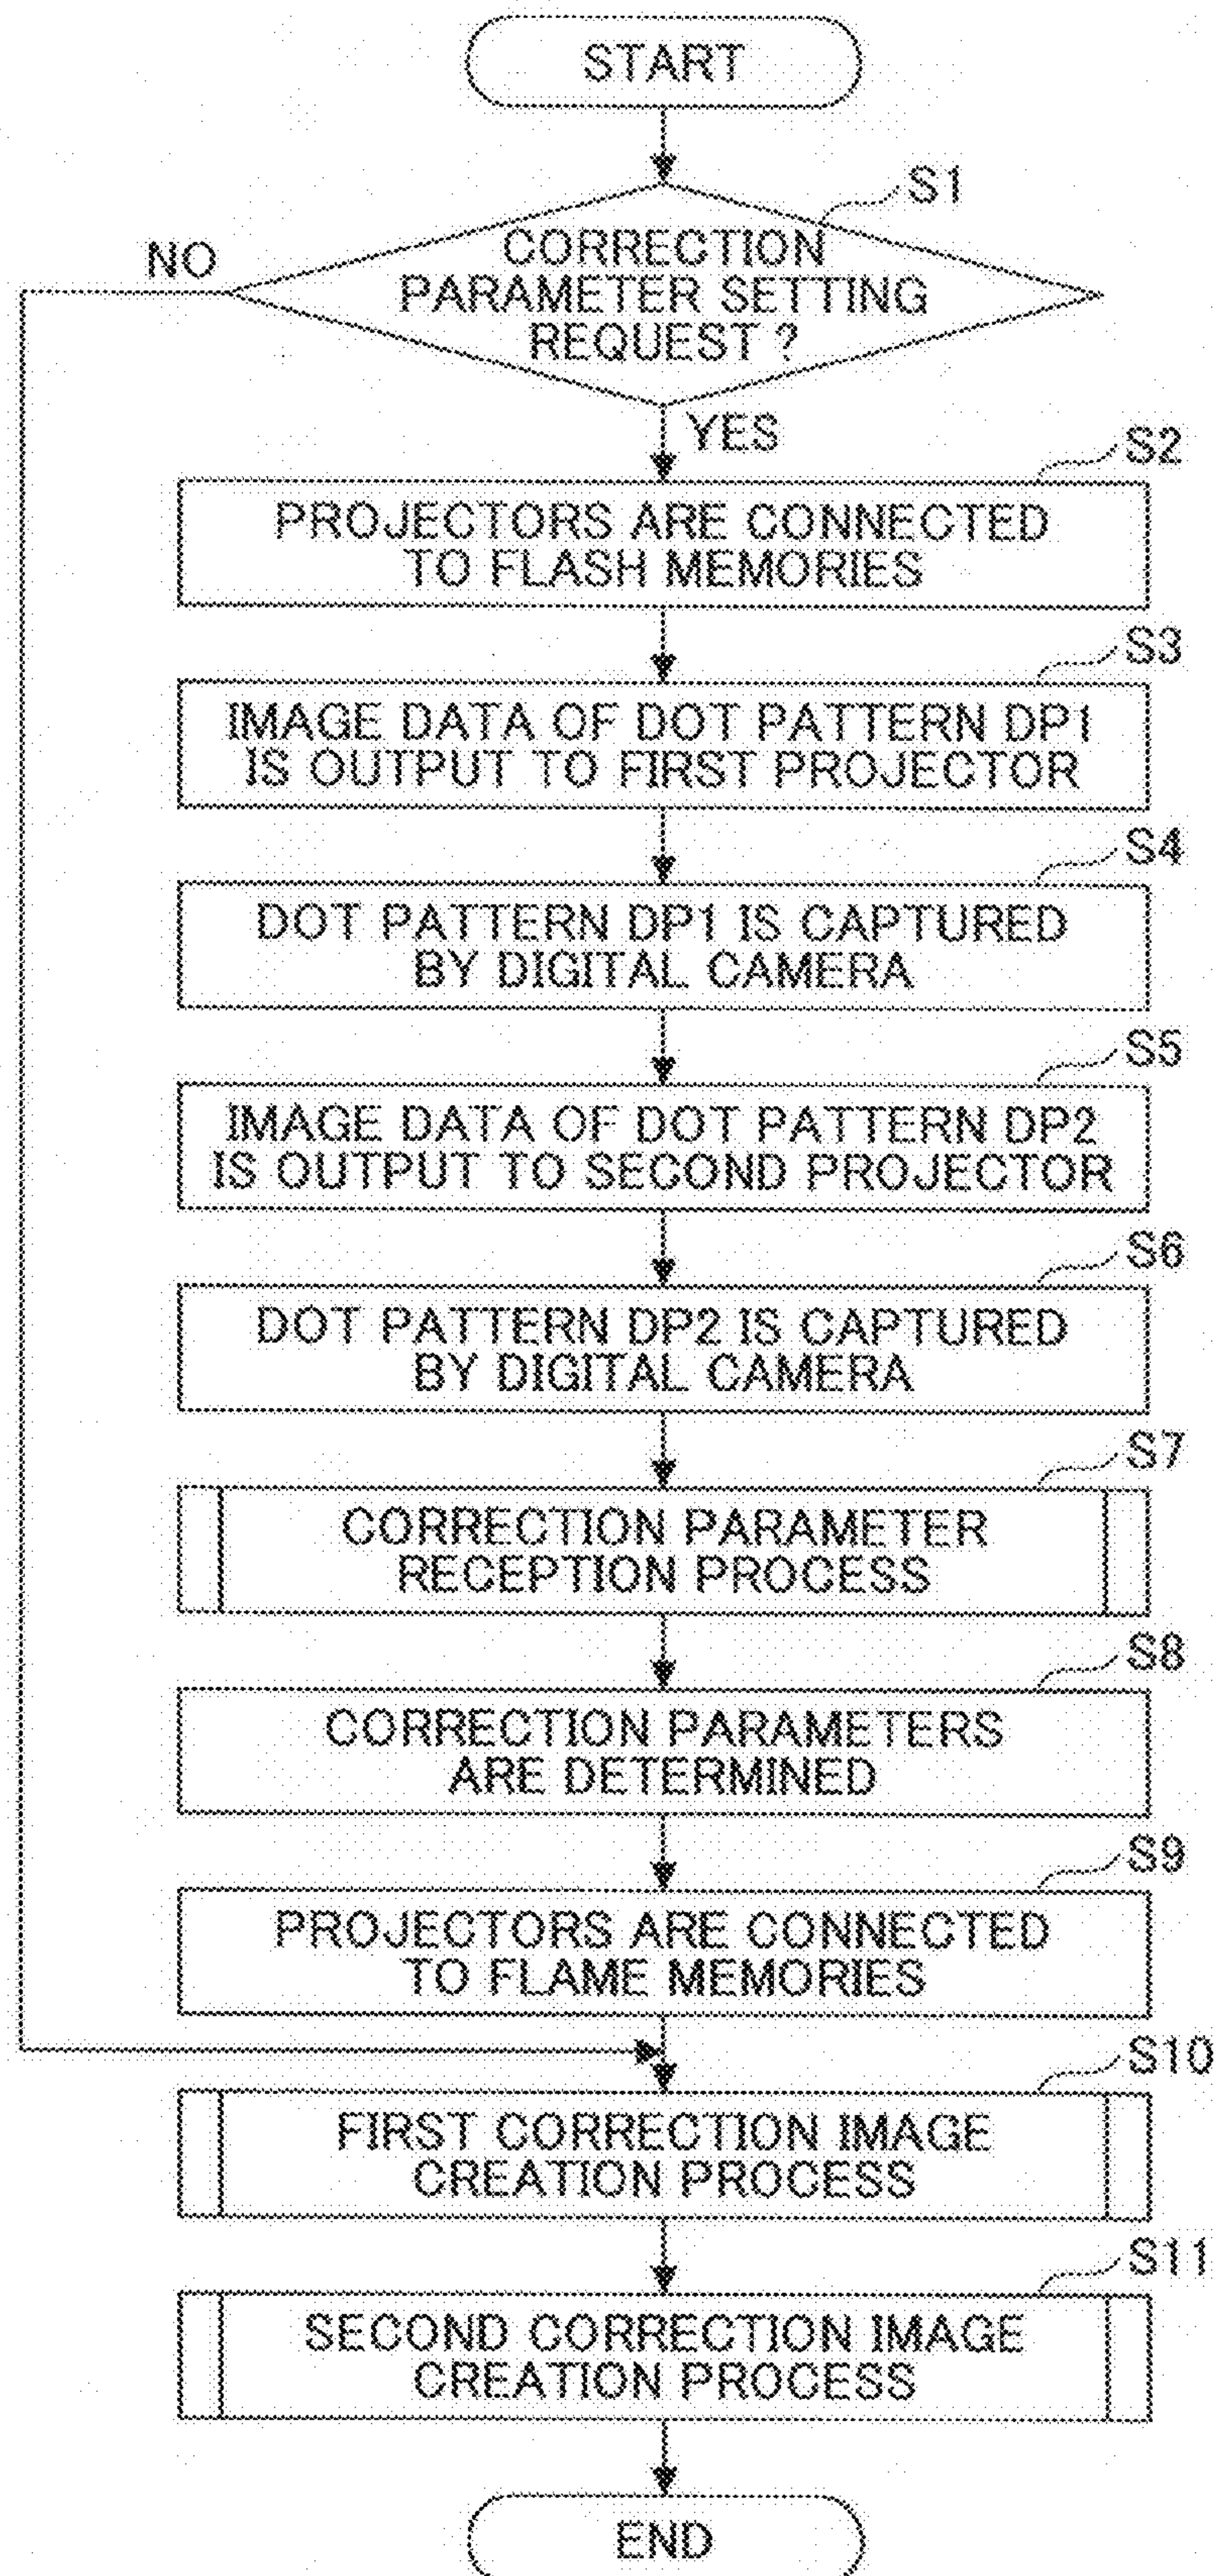 START
S1
CORRECTION
PARAMETER SETTING
REQUEST ?
NO
YES
S2
PROJECTORS ARE CONNECTED
TO FLASH MEMORIES
S3
IMAGE DATA OF DOT PATTERN DP1
IS OUTPUT TO FIRST PROJECTOR
S4
DOT PATTERN DP1 IS CAPTURED
BY DIGITAL CAMERA
S5
IMAGE DATA OF DOT PATTERN DP2
IS OUTPUT TO SECOND PROJECTOR
S6
DOT PATTERN DP2 IS CAPTURED
BY DIGITAL CAMERA
S7
CORRECTION PARAMETER
RECEPTION PROCESS
S8
CORRECTION PARAMETERS
ARE DETERMINED
S9
PROJECTORS ARE CONNECTED
TO FLAME MEMORIES
S10
FIRST CORRECTION IMAGE
CREATION PROCESS
S11
SECOND CORRECTION IMAGE
CREATION PROCESS
END